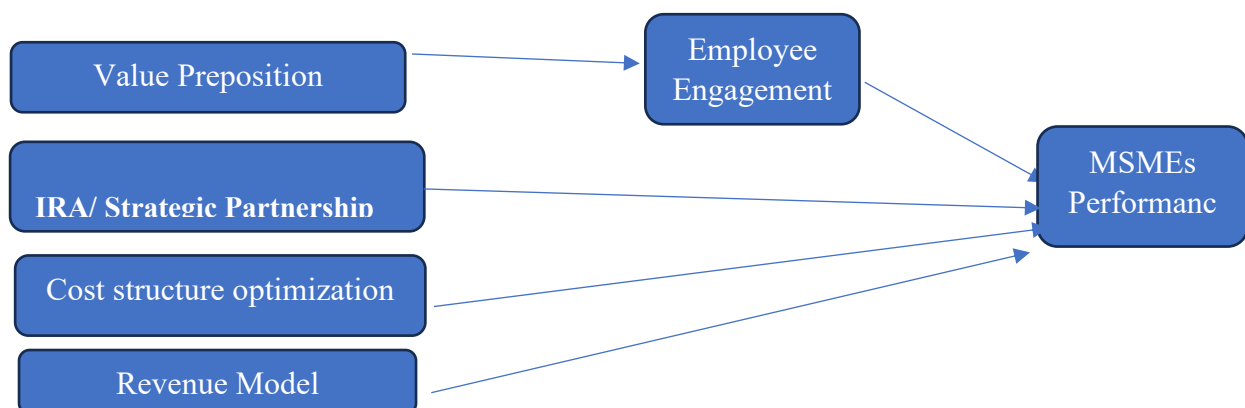 Value Preposition
Employee
Engagement
IRA/ Strategic Partnership
MSMEs
Performanc
Cost structure optimization
Revenue Model